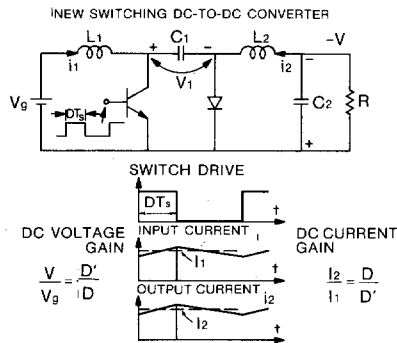 NEW SWITCHING DC-TO-DC CONVERTER
L1 + C1 − L2 −V
i1 V1 i2 −
Vg DTs C2 R
+
SWITCH DRIVE
DTs t
INPUT CURRENT i
DC VOLTAGE GAIN
I1 t
DC CURRENT GAIN
V/Vg = D'/D
OUTPUT CURRENT i2
I2 t
I2/I1 = D/D'